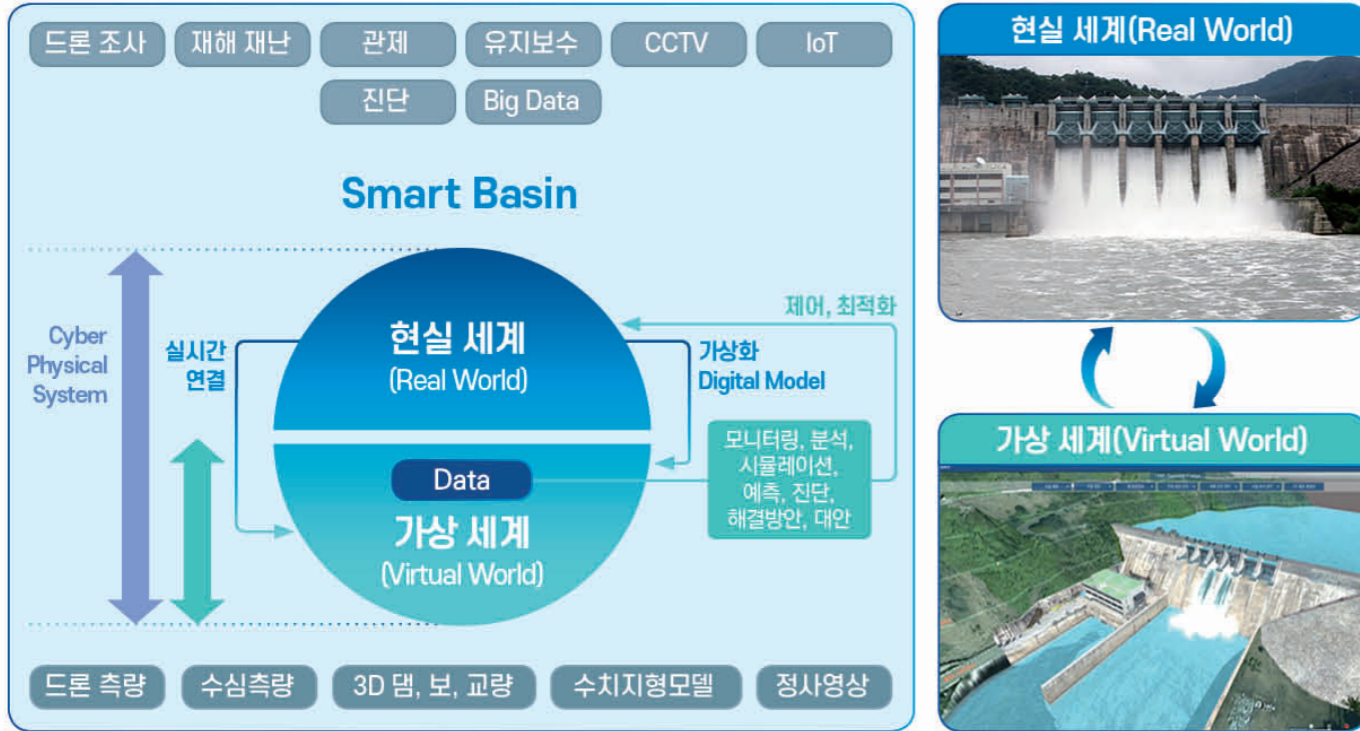 드론 조사
재해 재난
관제
유지보수
CCTV
IoT
진단
Big Data
Smart Basin
Cyber
Physical
System
실시간
연결
현실 세계
(Real World)
제어, 최적화
가상화
Digital Model
Data
가상 세계
(Virtual World)
모니터링, 분석,
시뮬레이션,
예측, 진단,
해결방안, 대안
드론 측량
수심측량
3D 댐, 보, 교량
수치지형모델
정사영상
현실 세계(Real World)
가상 세계(Virtual World)